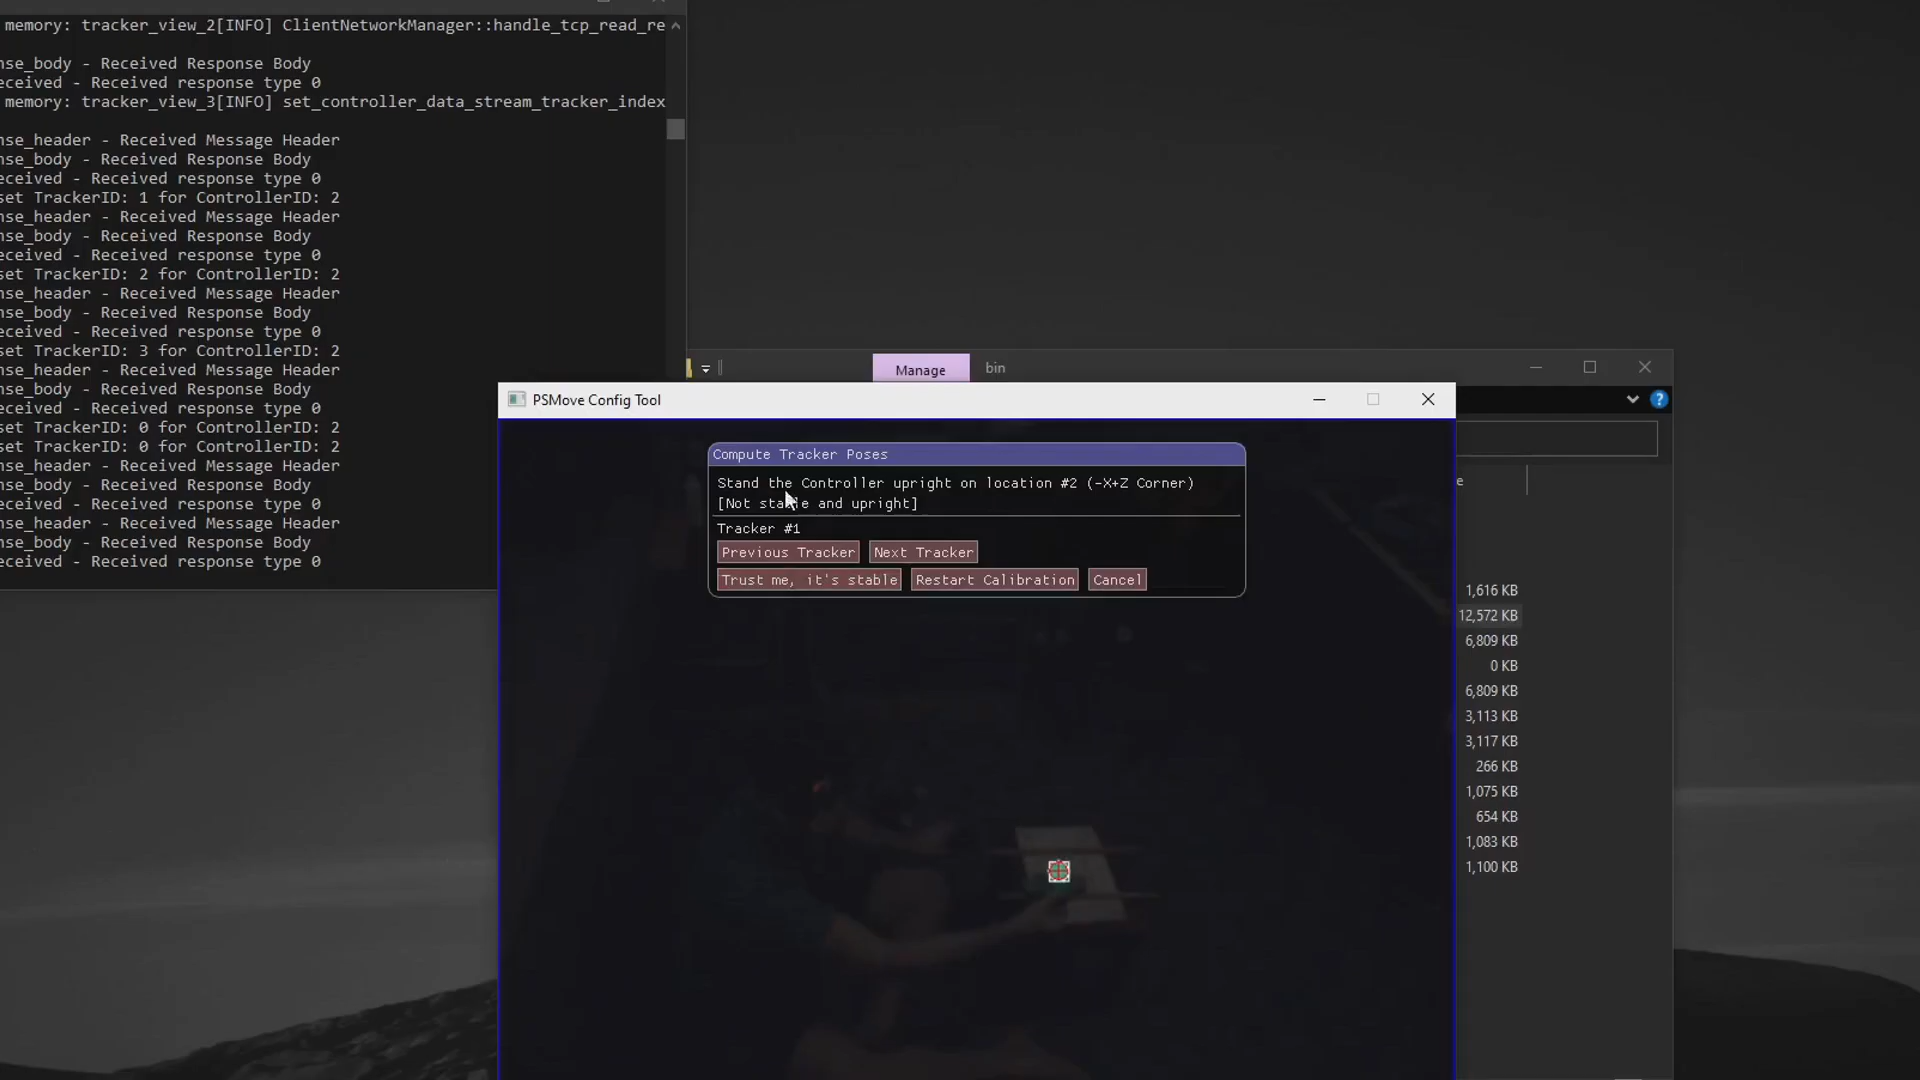 memory: tracker_view_2[INFO] ClientNetworkManager::handle_tcp_read_re
nse_body - Received Response Body
eceived - Received response type 0
memory: tracker_view_3[INFO] set_controller_data_stream_tracker_index
nse_header - Received Message Header
nse_body - Received Response Body
eceived - Received response type 0
set TrackerID: 1 for ControllerID: 2
nse_header - Received Message Header
nse_body - Received Response Body
eceived - Received response type 0
set TrackerID: 2 for ControllerID: 2
nse_header - Received Message Header
nse_body - Received Response Body
eceived - Received response type 0
set TrackerID: 3 for ControllerID: 2
nse_header - Received Message Header
nse_body - Received Response Body
eceived - Received response type 0
set TrackerID: 0 for ControllerID: 2
set TrackerID: 0 for ControllerID: 2
nse_header - Received Message Header
nse_body - Received Response Body
eceived - Received response type 0
nse_header - Received Message Header
nse_body - Received Response Body
eceived - Received response type 0
Manage bin
PSMove Config Tool
Compute Tracker Poses
Stand the Controller upright on location #2 (-X+Z Corner)
[Not stable and upright]
Tracker #1
Previous Tracker Next Tracker
Trust me, it's stable Restart Calibration Cancel
e
1,616 KB
12,572 KB
6,809 KB
0 KB
6,809 KB
3,113 KB
3,117 KB
266 KB
1,075 KB
654 KB
1,083 KB
1,100 KB